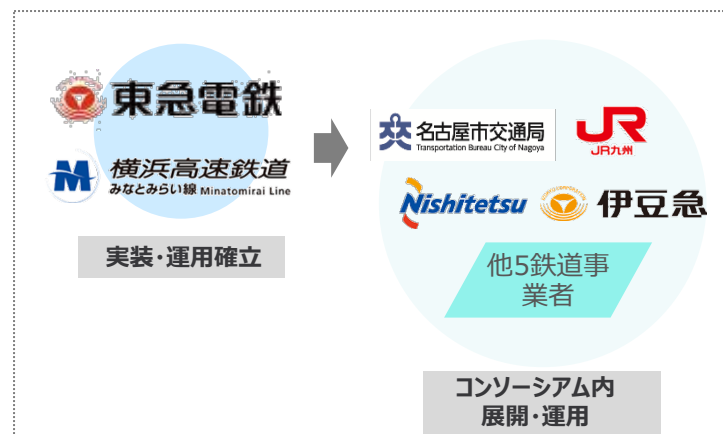 東急電鉄
M 横浜高速鉄道
みなとみらい線 Minatomirai Line
実装・運用確立
名古屋市交通局
Transportation Bureau City of Nagoya
JR
JR九州
Nishitetsu
伊豆急
他5鉄道事
業者
コンソーシアム内
展開・運用